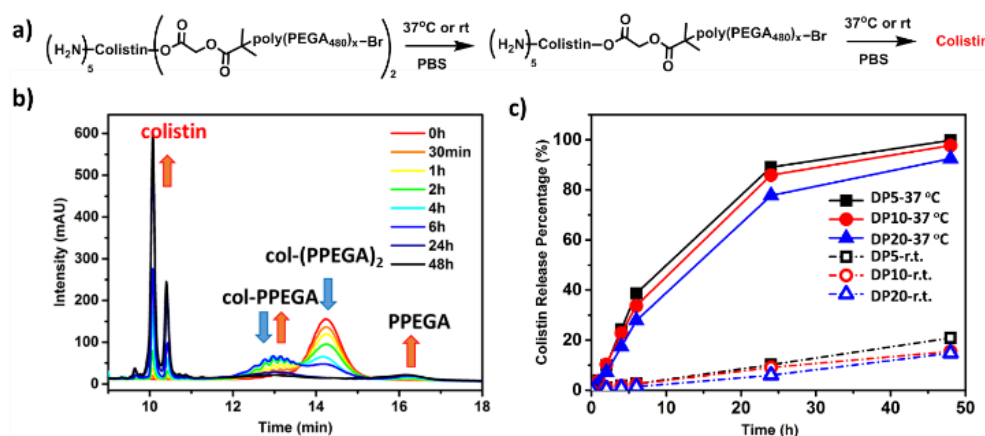 a)
37°C or rt
PBS
(H₂N)
5
Colistin
O
O
O
O
poly(PEGA₄₈₀)ₓ–Br
2
37°C or rt
PBS
(H₂N)
5
Colistin
O
O
O
O
poly(PEGA₄₈₀)ₓ–Br
37°C or rt
PBS
Colistin
b)
colistin
col-(PPEGA)₂
col-PPEGA
PPEGA
0h
30min
1h
2h
4h
6h
24h
48h
Intensity (mAU)
600
500
400
300
200
100
0
10
12
14
16
18
Time (min)
c)
Colistin Release Percentage (%)
100
80
60
40
20
0
DP5-37 °C
DP10-37 °C
DP20-37 °C
DP5-r.t.
DP10-r.t.
DP20-r.t.
0
10
20
30
40
50
Time (h)